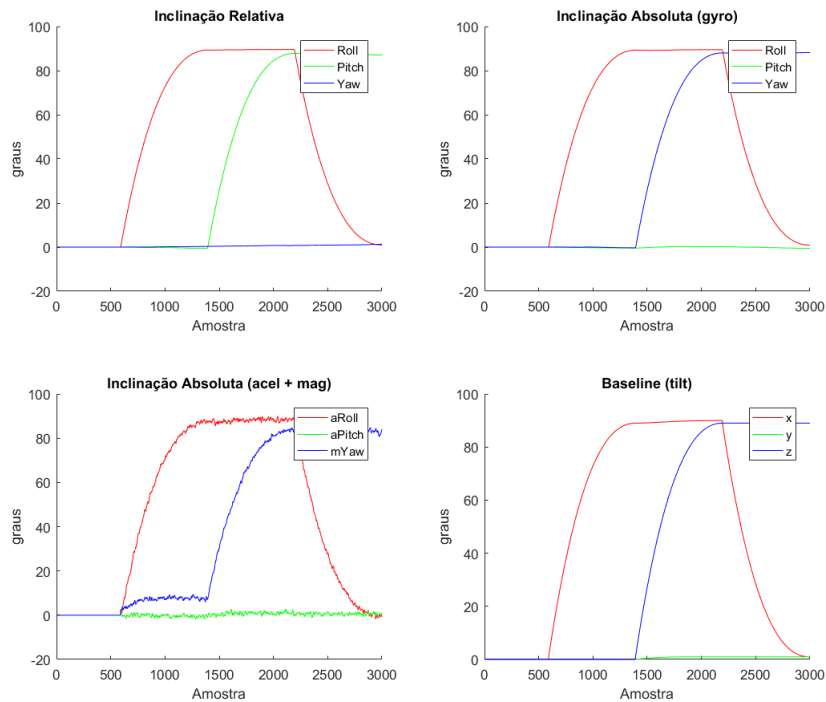 Inclinação Relativa
100
80
60
40
20
0
-20
graus
Roll
Pitch
Yaw
0 500 1000 1500 2000 2500 3000
Amostra
Inclinação Absoluta (gyro)
100
80
60
40
20
0
-20
graus
Roll
Pitch
Yaw
0 500 1000 1500 2000 2500 3000
Amostra
Inclinação Absoluta (acel + mag)
100
80
60
40
20
0
-20
graus
aRoll
aPitch
mYaw
0 500 1000 1500 2000 2500 3000
Amostra
Baseline (tilt)
100
80
60
40
20
0
graus
x
y
z
0 500 1000 1500 2000 2500 3000
Amostra